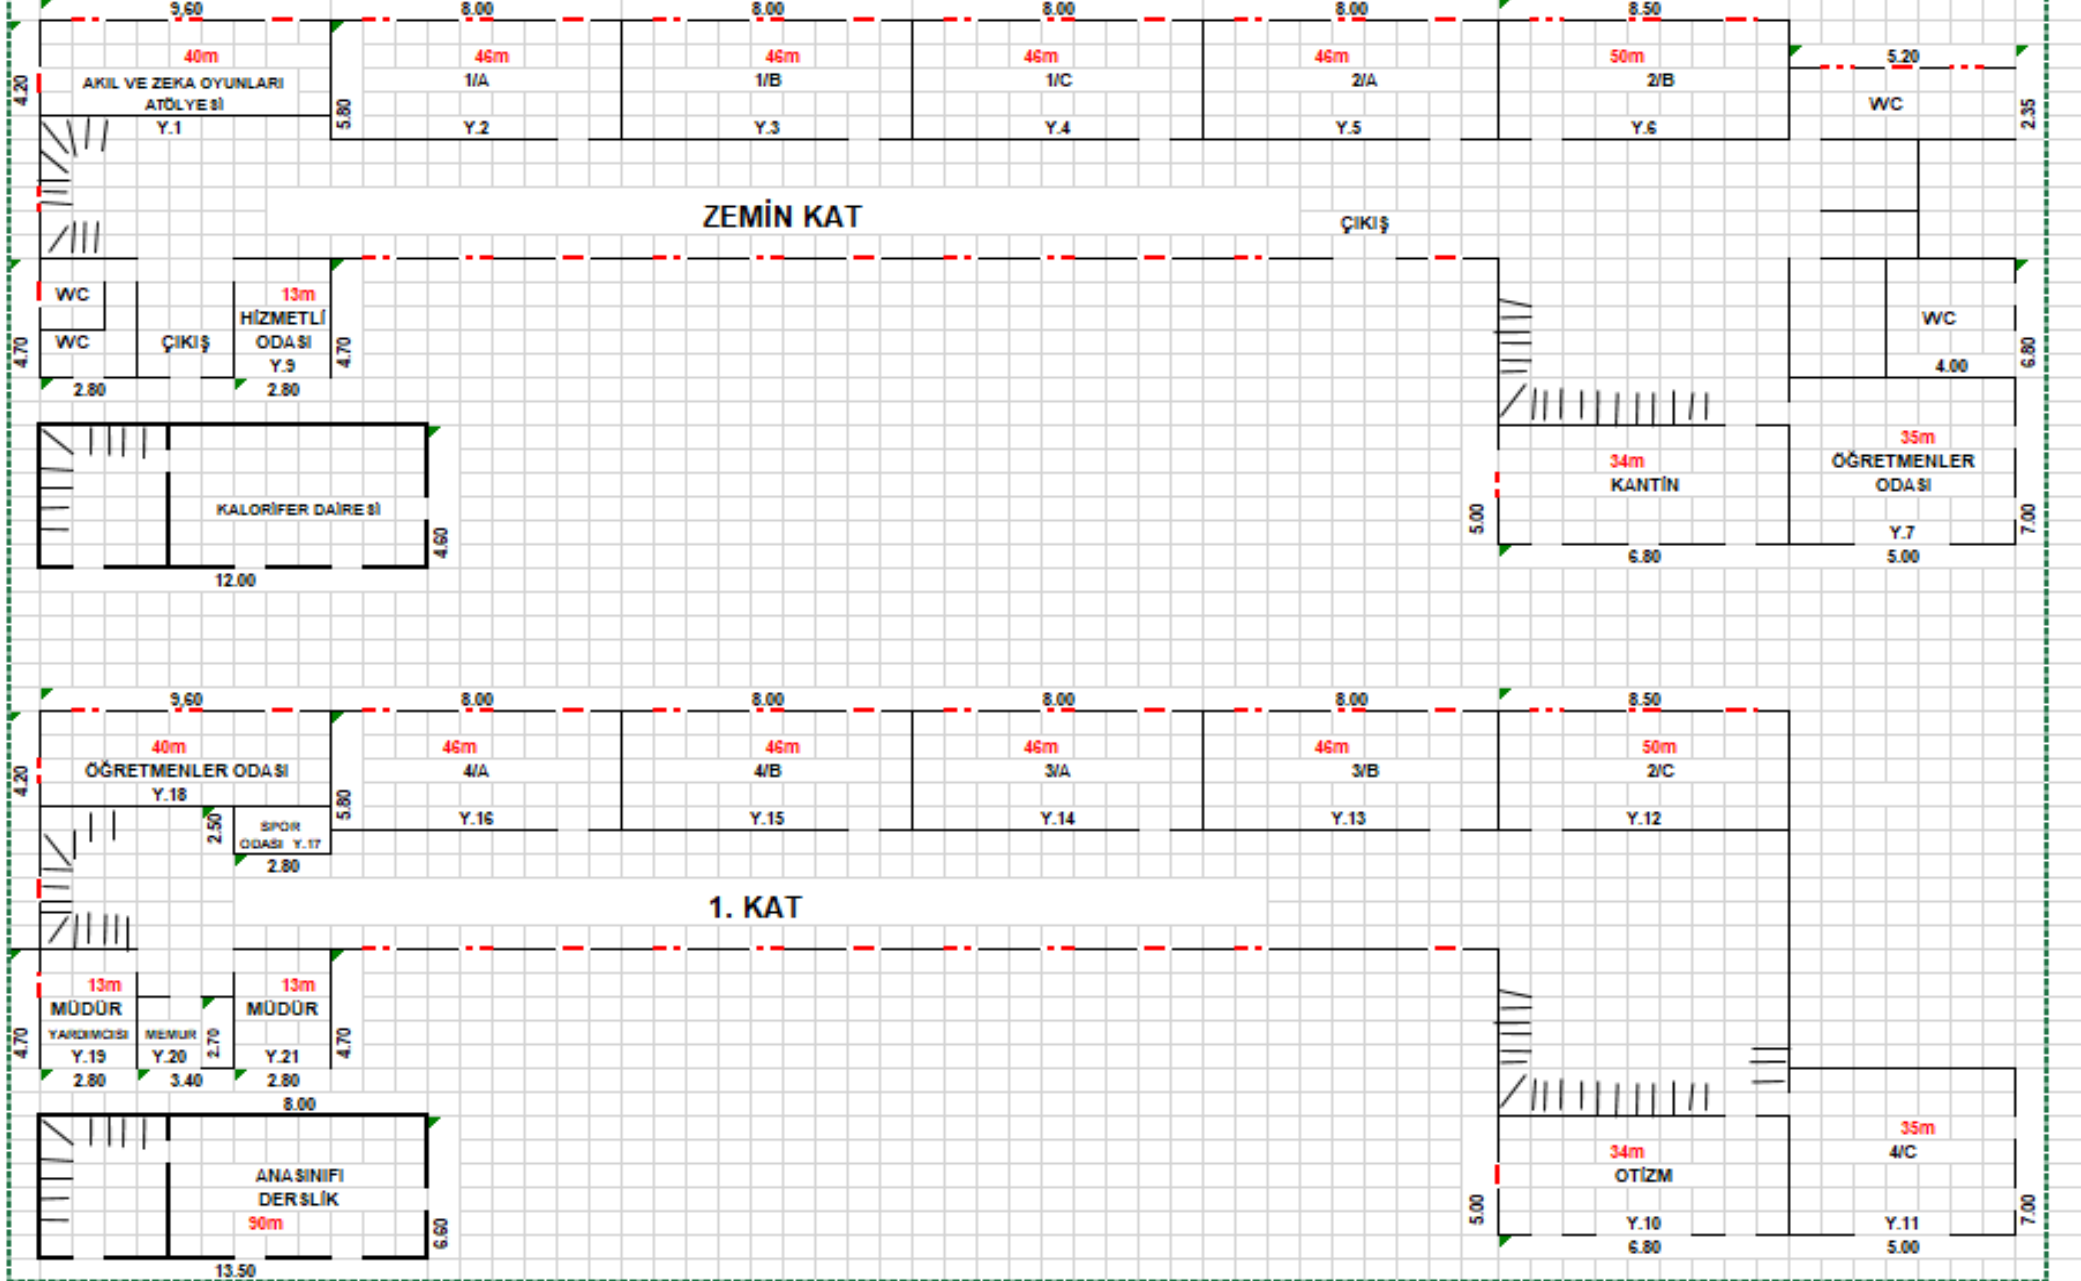 9,60 8.00 8.00 8.00 8.00 8.50
40m 46m 46m 46m 46m 50m 5.20
4.20 AKIL VE ZEKA OYUNLARI 1/A 1/B 1/C 2/A 2/B
ATÖLYESİ 5.80 WC 2.35
Y.1 Y.2 Y.3 Y.4 Y.5 Y.6
ZEMİN KAT ÇIKIŞ
WC 13m
HİZMETLİ WC
WC ÇIKIŞ ODASI
4.70 Y.9 4.70 4.00 6.80
2.80 2.80
35m
34m ÖĞRETMENLER
KANTİN ODASI
KALORİFER DAİRESİ
4.60 5.00 Y.7 7.00
6.80 5.00
12.00
9,60 8.00 8.00 8.00 8.00 8.50
40m 46m 46m 46m 46m 50m
4.20 ÖĞRETMENLER ODASI 4/A 4/B 3/A 3/B 2/C
Y.18 5.80
2.50 SPOR Y.16 Y.15 Y.14 Y.13 Y.12
ODASI Y.17
2.80
1. KAT
13m 13m
MÜDÜR MÜDÜR
YARDIMCISI MEMUR
4.70 Y.19 Y.20 2.70 Y.21 4.70
2.80 3.40 2.80
8.00
35m
34m 4/C
ANASINIFI OTİZM
DERSLİK
90m 6.60 5.00 Y.10 Y.11 7.00
6.80 5.00
13.50